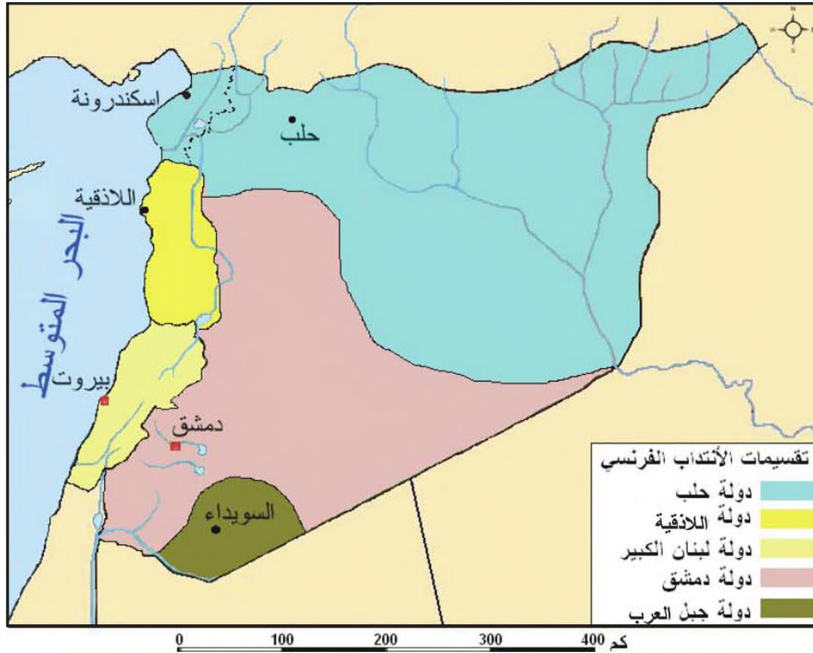 N
W
E
S
اسكندرونة
حلب
اللاذقية
البحر المتوسط
بيروت
دمشق
السويداء
تقسيمات الأنتداب الفرنسي
دولة حلب
دولة اللاذقية
دولة لبنان الكبير
دولة دمشق
دولة جبل العرب
0 100 200 300 400 كم